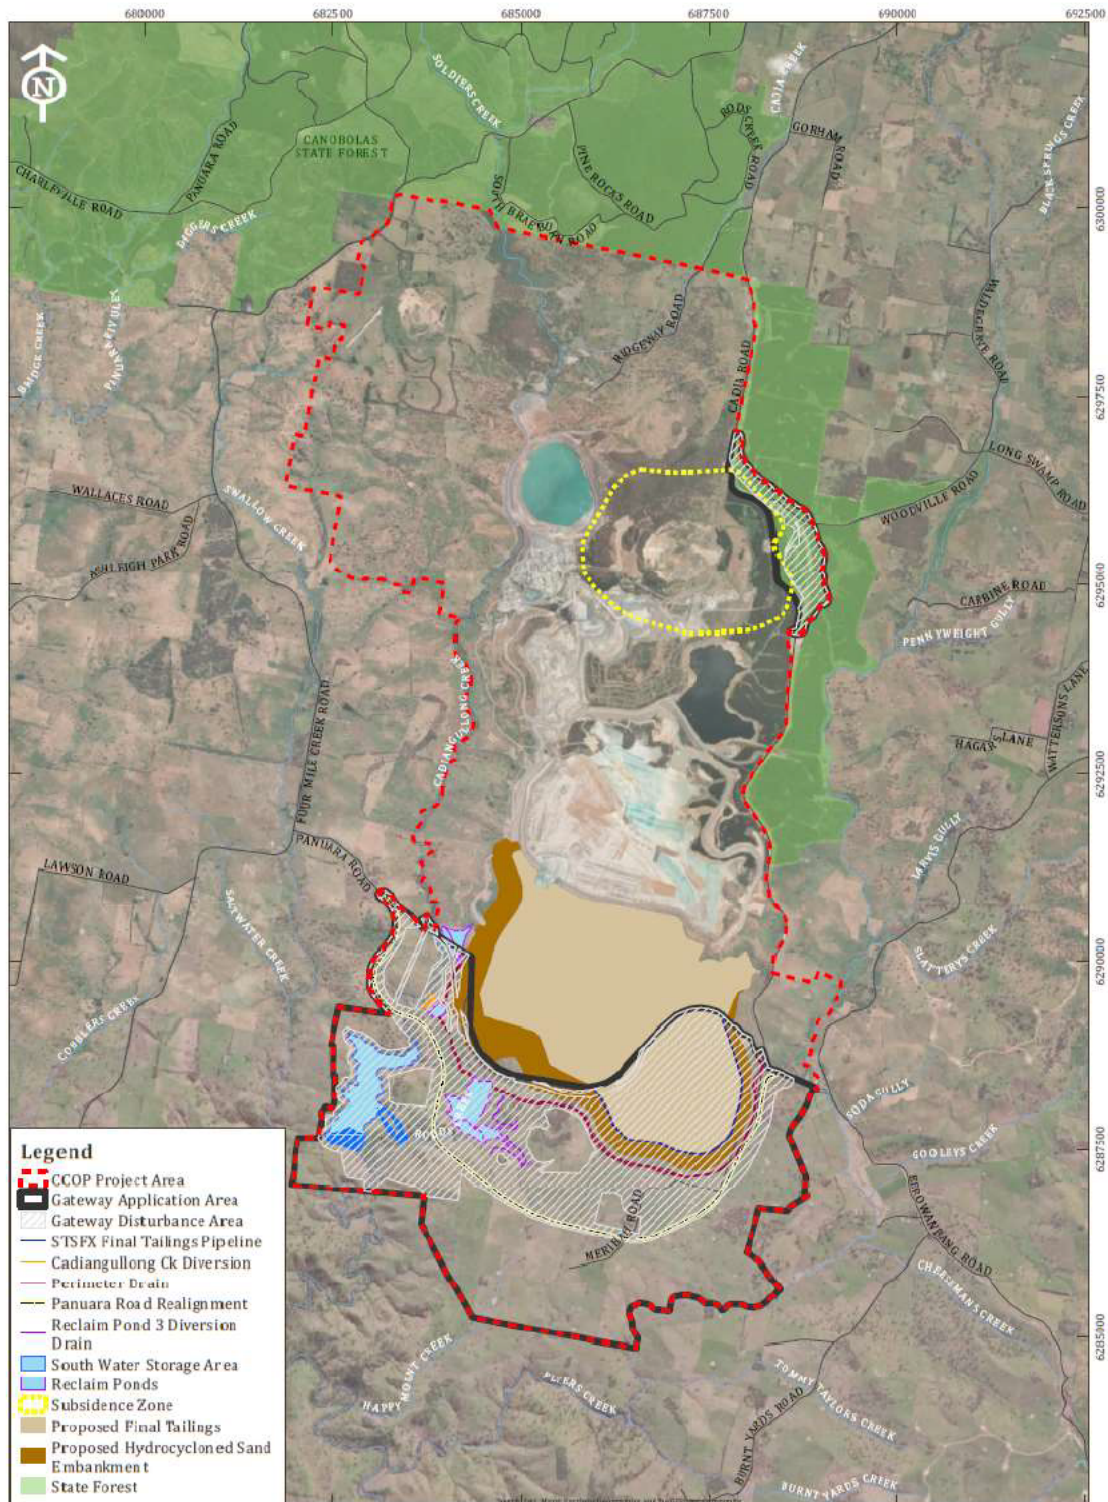 680000
682500
685000
687500
690000
692500
N
SOLDIERS CREEK
CADIA CREEK
RODS CREEK ROAD
GORHAM ROAD
BLACK SPRINGS CREEK
CANOBOLAS
STATE FOREST
PANUARA ROAD
PINE ROCKS ROAD
CHARLEVILLE ROAD
SOUTH BRAEBURN ROAD
6300000
DIGGERS CREEK
WALDEGRAVE ROAD
PANUARA RIVULET
BRIDGE CREEK
RIDGEWAY ROAD
CADIA ROAD
6297500
LONG SWAMP ROAD
WALLACES ROAD
SWALLOW CREEK
WOODVILLE ROAD
ASHLEIGH PARK ROAD
6295000
CARBINE ROAD
PENNYWEIGHT GULLY
CADIANGULLONG CREEK
FOUR MILE CREEK ROAD
WATTERSONS LANE
HAGARS LANE
6292500
JARVIS GULLY
PANUARA ROAD
LAWSON ROAD
SALTWATER CREEK
SLATTERYS CREEK
6290000
COBBLERS CREEK
SODA GULLY
6287500
ROAD
GOOLEYS CREEK
MERIBAH ROAD
BEROWANBANG ROAD
CHEESEMANS CREEK
6285000
HAPPY MOUNT CREEK
FLYERS CREEK
TOMMY TAYLORS CREEK
BURNT YARDS ROAD
BURNT YARDS CREEK
Legend
CCOP Project Area
Gateway Application Area
Gateway Disturbance Area
STSFX Final Tailings Pipeline
Cadiangullong Ck Diversion
Perimeter Drain
Panuara Road Realignment
Reclaim Pond 3 Diversion
Drain
South Water Storage Area
Reclaim Ponds
Subsidence Zone
Proposed Final Tailings
Proposed Hydrocycloned Sand
Embankment
State Forest